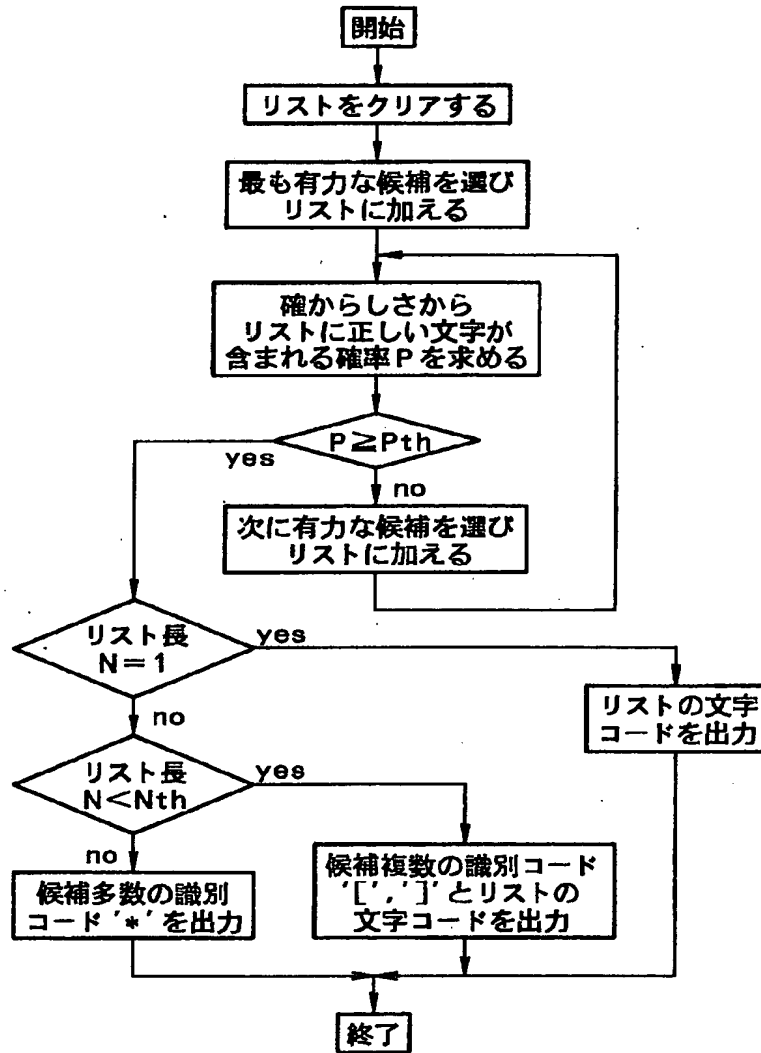 開始
リストをクリアする
最も有力な候補を選び
リストに加える
確からしさから
リストに正しい文字が
含まれる確率Pを求める
P≧Pth
yes
no
次に有力な候補を選び
リストに加える
リスト長
N=1
yes
no
リストの文字
コードを出力
リスト長
N<Nth
yes
no
候補多数の識別
コード'*'を出力
候補複数の識別コード
'[', ']'とリストの
文字コードを出力
終了